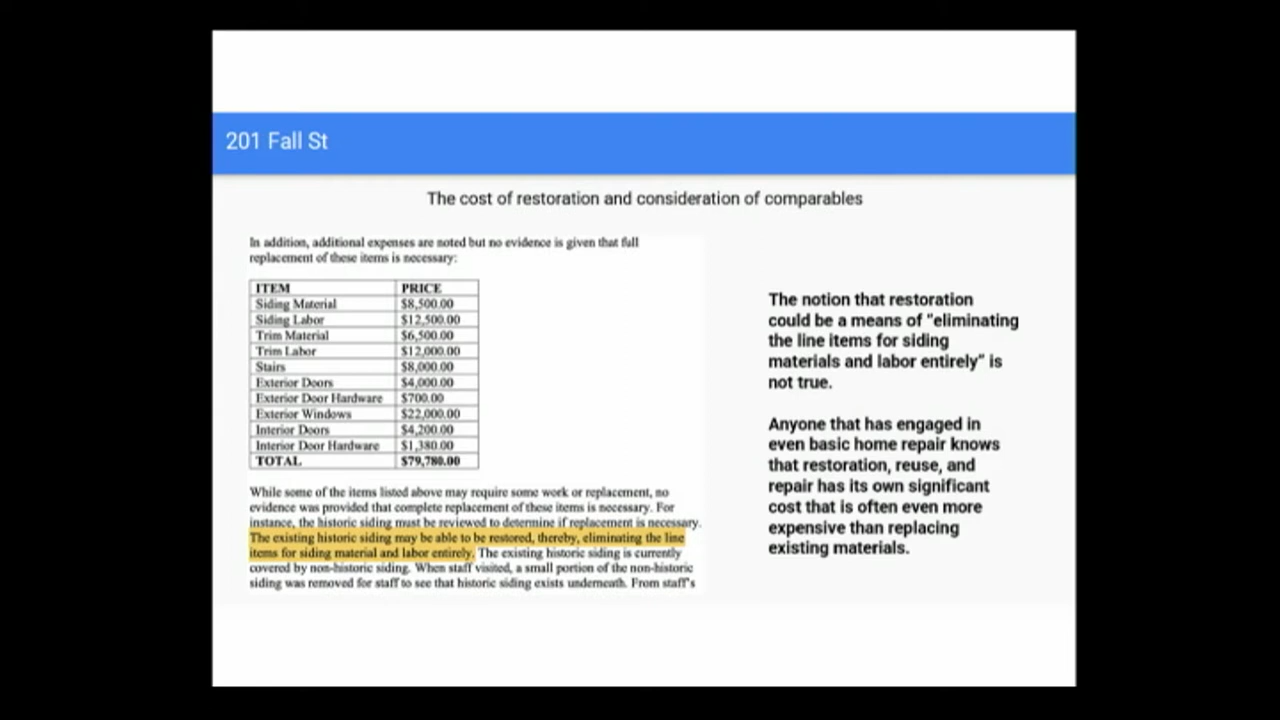 201 Fall St
The cost of restoration and consideration of comparables
In addition, additional expenses are noted but no evidence is given that full
replacement of these items is necessary:
ITEM PRICE
Siding Material $8,500.00
Siding Labor $12,500.00
Trim Material $6,500.00
Trim Labor $12,000.00
Stairs $8,000.00
Exterior Doors $4,000.00
Exterior Door Hardware $700.00
Exterior Windows $22,000.00
Interior Doors $4,200.00
Interior Door Hardware $1,380.00
TOTAL $79,780.00
While some of the items listed above may require some work or replacement, no
evidence was provided that complete replacement of these items is necessary. For
instance, the historic siding must be reviewed to determine if replacement is necessary.
The existing historic siding may be able to be restored, thereby, eliminating the line
items for siding material and labor entirely. The existing historic siding is currently
covered by non-historic siding. When staff visited, a small portion of the non-historic
siding was removed for staff to see that historic siding exists underneath. From staff's
The notion that restoration
could be a means of "eliminating
the line items for siding
materials and labor entirely" is
not true.
Anyone that has engaged in
even basic home repair knows
that restoration, reuse, and
repair has its own significant
cost that is often even more
expensive than replacing
existing materials.